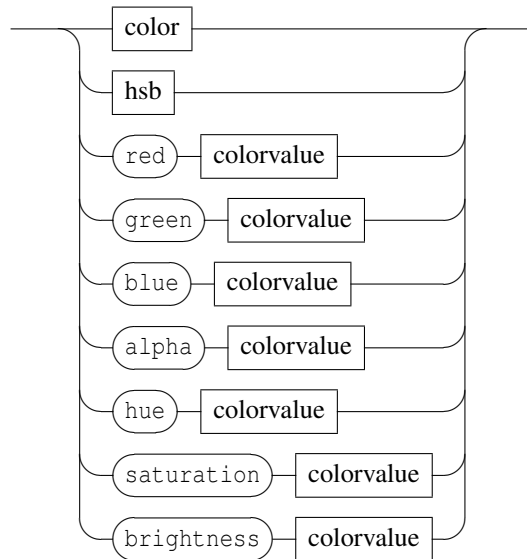 color
hsb
red colorvalue
green colorvalue
blue colorvalue
alpha colorvalue
hue colorvalue
saturation colorvalue
brightness colorvalue